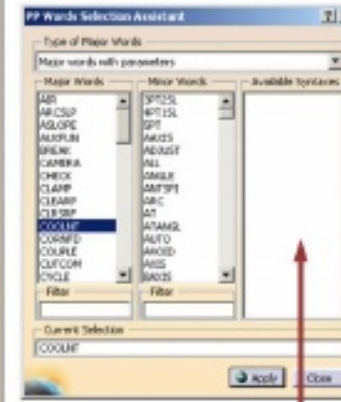 PP Words Selection Assistant
Type of Major Words
Major words with parameters
Major Words
Minor Words
Available Syntaxes
AIR
ARCSLP
ASLOPE
AUXFUN
BREAK
CAMERA
CHECK
CLAMP
CLEARP
CLRSRF
COOLNT
CORNFD
COUPLE
CUTCOM
CYCLE
3PT2SL
4PT1SL
5PT
AAXIS
ADJUST
ALL
ANGLE
ANTSPI
ARC
AT
ATANGL
AUTO
AVOID
AXIS
BAXIS
Filter
Filter
Current Selection
COOLNT
Apply
Close